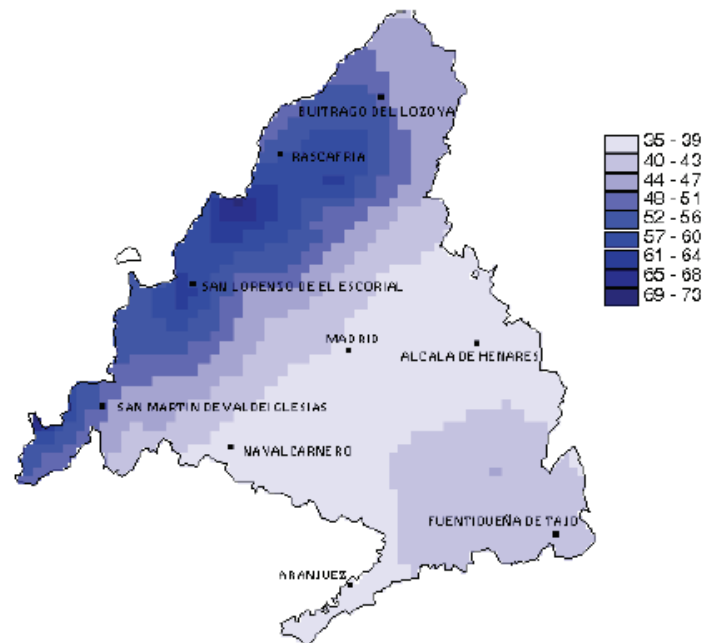 BUITRAGO DEL LOZOYA
RASCAFRIA
SAN LORENSO DE EL ESCORIAL
MADRID
ALCALA DE HENARES
SAN MARTIN DE VALDEIGLESIAS
NAVALCARNERO
FUENTIDUEÑA DE TAJO
ARANJUEZ
35 - 39
40 - 43
44 - 47
48 - 51
52 - 56
57 - 60
61 - 64
65 - 68
69 - 73